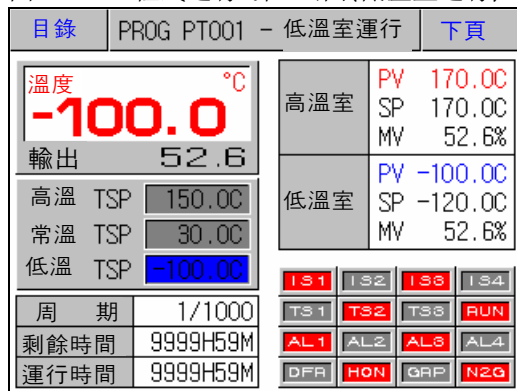 目錄 PROG PT001 - 低溫室運行 下頁
溫度 °C
-100.0
輸出 52.6
高溫 TSP 150.0C
常溫 TSP 30.0C
低溫 TSP -100.0C
周 期 1/1000
剩餘時間 9999H59M
運行時間 9999H59M
高溫室
PV 170.0C
SP 170.0C
MV 52.6%
低溫室
PV -100.0C
SP -120.0C
MV 52.6%
IS1 IS2 IS3 IS4
TS1 TS2 TS3 RUN
AL1 AL2 AL3 AL4
DFR HON GRP N2G